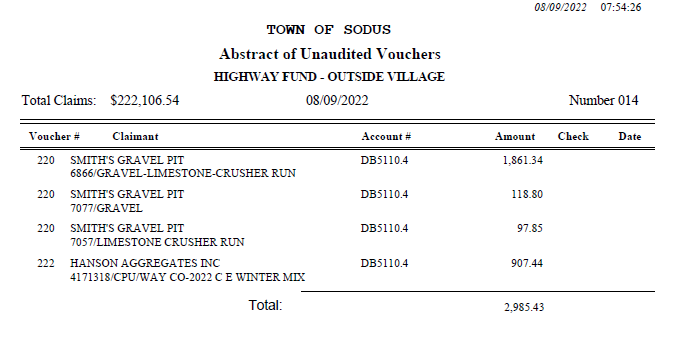 08/09/2022 07:54:26
TOWN OF SODUS
Abstract of Unaudited Vouchers
HIGHWAY FUND - OUTSIDE VILLAGE
Total Claims: $222,106.54 08/09/2022 Number 014
Voucher # Claimant Account # Amount Check Date
220 SMITH'S GRAVEL PIT DB5110.4 1,861.34
6866/GRAVEL-LIMESTONE-CRUSHER RUN
220 SMITH'S GRAVEL PIT DB5110.4 118.80
7077/GRAVEL
220 SMITH'S GRAVEL PIT DB5110.4 97.85
7057/LIMESTONE CRUSHER RUN
222 HANSON AGGREGATES INC DB5110.4 907.44
4171318/CPU/WAY CO-2022 C E WINTER MIX
Total: 2,985.43